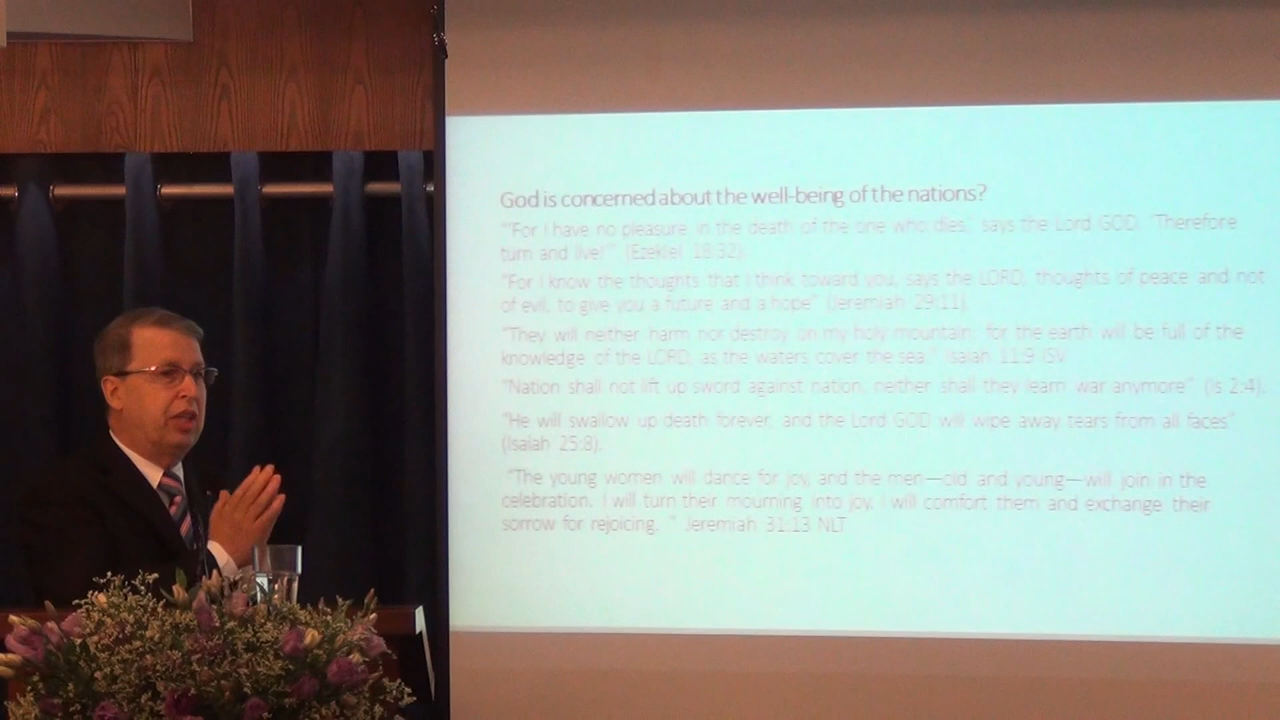 God is concerned about the well-being of the nations?
"'For I have no pleasure in the death of the one who dies,' says the Lord GOD. 'Therefore
turn and live!'" (Ezekiel 18:32).
"For I know the thoughts that I think toward you, says the LORD, thoughts of peace and not
of evil, to give you a future and a hope" (Jeremiah 29:11).
"They will neither harm nor destroy on my holy mountain, for the earth will be full of the
knowledge of the LORD, as the waters cover the sea." Isaiah 11:9 ISV
"Nation shall not lift up sword against nation, neither shall they learn war anymore" (Is 2:4).
"He will swallow up death forever, and the Lord GOD will wipe away tears from all faces"
(Isaiah 25:8).
"The young women will dance for joy, and the men—old and young—will join in the
celebration. I will turn their mourning into joy. I will comfort them and exchange their
sorrow for rejoicing. " Jeremiah 31:13 NLT